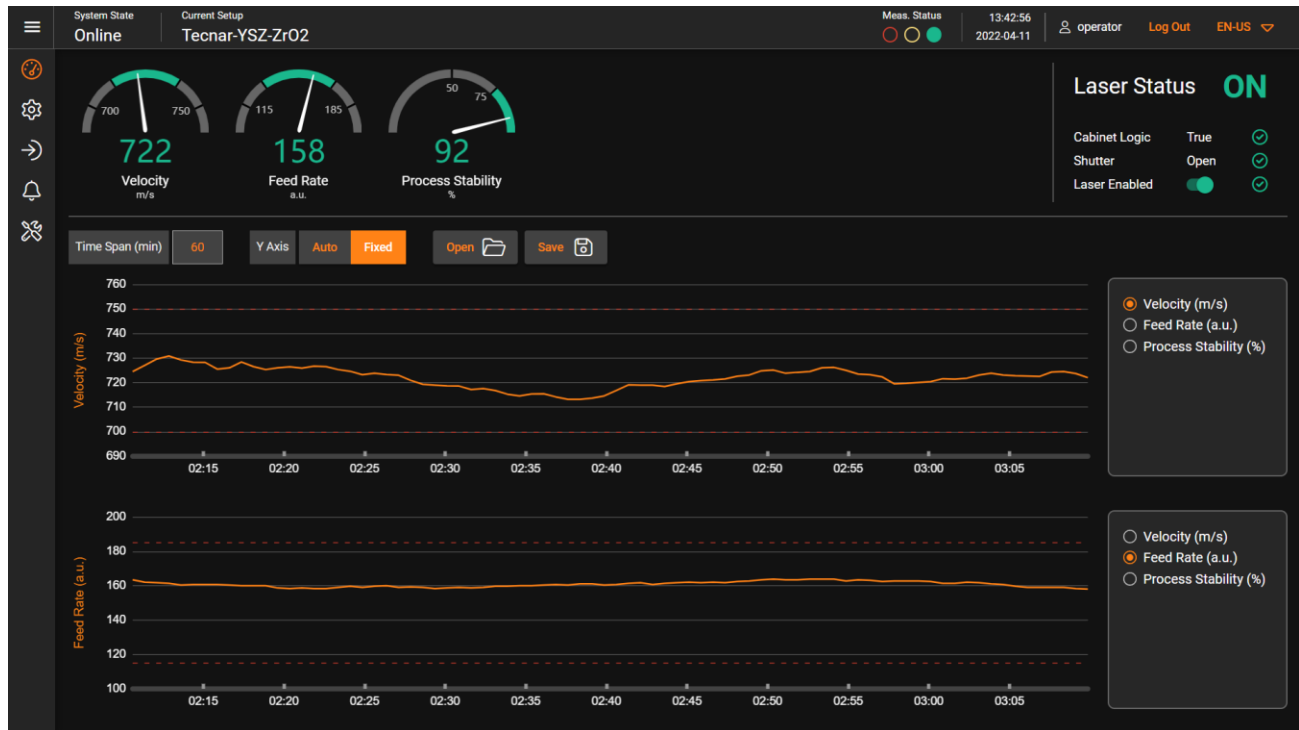 System State Current Setup Meas. Status 13:42:56
Online Tecnar-YSZ-ZrO2 2022-04-11 operator Log Out EN-US
700 750 115 185 50 75
722 158 92
Velocity Feed Rate Process Stability
m/s a.u. %
Laser Status ON
Cabinet Logic True
Shutter Open
Laser Enabled
Time Span (min) 60 Y Axis Auto Fixed Open Save
Velocity (m/s)
760
750
740
730
720
710
700
690
02:15 02:20 02:25 02:30 02:35 02:40 02:45 02:50 02:55 03:00 03:05
Velocity (m/s)
Feed Rate (a.u.)
Process Stability (%)
Feed Rate (a.u.)
200
180
160
140
120
100
02:15 02:20 02:25 02:30 02:35 02:40 02:45 02:50 02:55 03:00 03:05
Velocity (m/s)
Feed Rate (a.u.)
Process Stability (%)